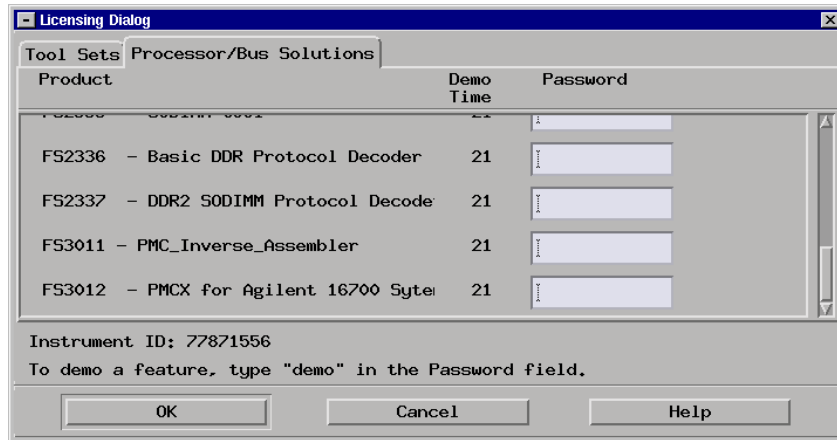 Licensing Dialog
Tool Sets Processor/Bus Solutions
Product Demo Time Password
FS2336 - Basic DDR Protocol Decoder 21
FS2337 - DDR2 SODIMM Protocol Decode 21
FS3011 - PMC_Inverse_Assembler 21
FS3012 - PMCX for Agilent 16700 Syte 21
Instrument ID: 77871556
To demo a feature, type "demo" in the Password field.
OK Cancel Help